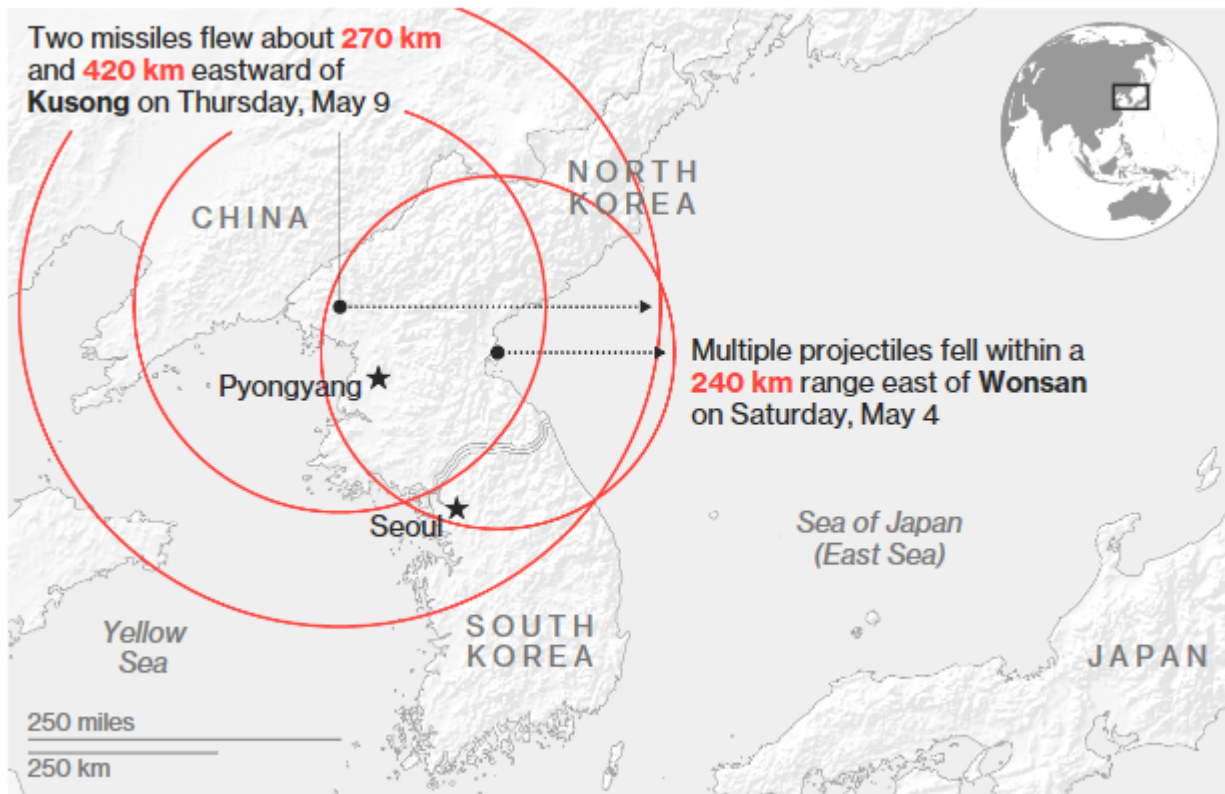 Two missiles flew about 270 km
and 420 km eastward of
Kusong on Thursday, May 9
NORTH
KOREA
CHINA
Multiple projectiles fell within a
240 km range east of Wonsan
on Saturday, May 4
Pyongyang
Seoul
Sea of Japan
(East Sea)
Yellow
Sea
SOUTH
KOREA
JAPAN
250 miles
250 km